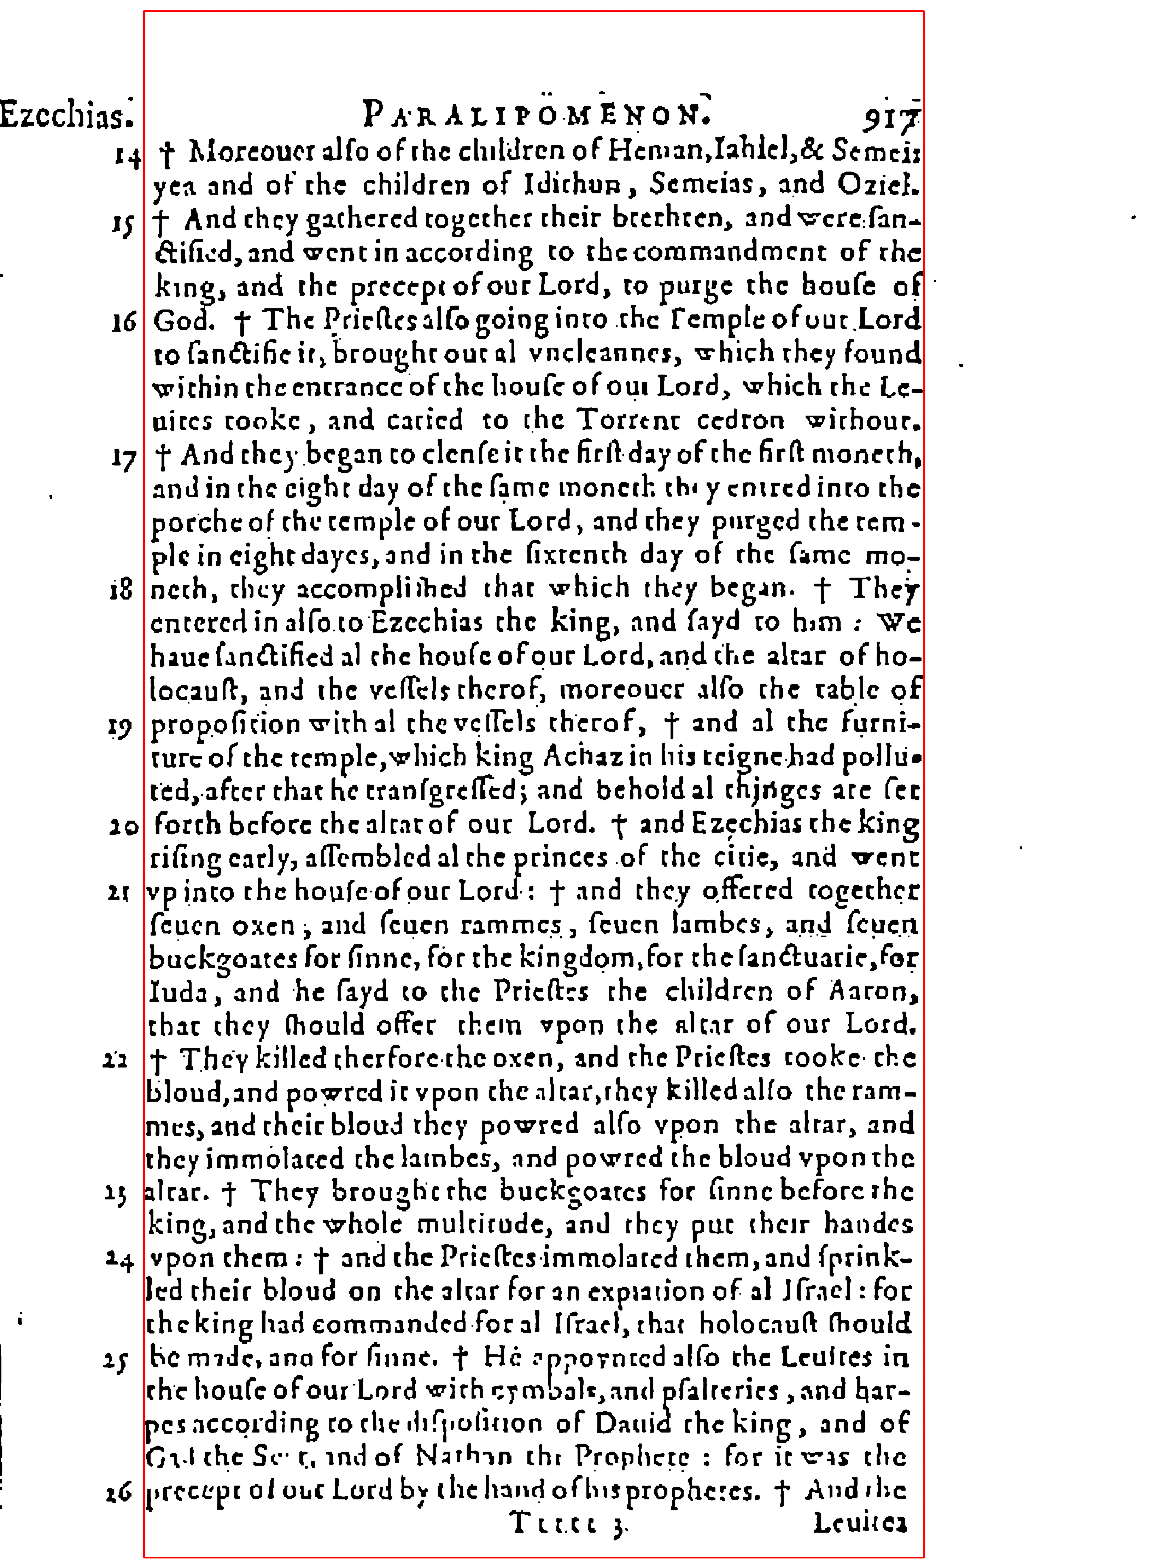 Ezechias. PARALIPOMENON. 917
14 † Moreouer alſo of the children of Heman, Iahiel, & Semei:
yea and of the children of Idithun, Semeias, and Oziel.
15 † And they gathered together their brethren, and were ſan-
ctified, and went in according to the commandment of the
king, and the precept of our Lord, to purge the houſe of
16 God. † The Prieſtes alſo going into the Temple of our Lord
to ſanctifie it, brought out al vncleannes, which they found
within the entrance of the houſe of our Lord, which the Le-
uites tooke, and caried to the Torrent cedron without.
17 † And they began to clenſe it the firſt day of the firſt moneth,
and in the eight day of the ſame moneth they entred into the
porche of the temple of our Lord, and they purged the tem-
ple in eight dayes, and in the ſixtenth day of the ſame mo-
18 neth, they accompliſhed that which they began. † They
entered in alſo to Ezechias the king, and ſayd to him: We
haue ſanctified al the houſe of our Lord, and the altar of ho-
locauſt, and the veſſels therof, moreouer alſo the table of
19 propoſition with al the veſſels therof, † and al the furni-
ture of the temple, which king Achaz in his reigne had pollu-
ted, after that he tranſgreſſed; and behold al thinges are ſet
20 forth before the altar of our Lord. † and Ezechias the king
riſing early, aſſembled al the princes of the citie, and went
21 vp into the houſe of our Lord: † and they offered together
ſeuen oxen, and ſeuen rammes, ſeuen lambes, and ſeuen
buckgoates for ſinne, for the kingdom, for the ſanctuarie, for
Iuda, and he ſayd to the Prieſtes the children of Aaron,
that they ſhould offer them vpon the altar of our Lord.
22 † They killed therfore the oxen, and the Prieſtes tooke the
bloud, and powred it vpon the altar, they killed alſo the ram-
mes, and their bloud they powred alſo vpon the altar, and
they immolated the lambes, and powred the bloud vpon the
23 altar. † They brought the buckgoates for ſinne before the
king, and the whole multitude, and they put their handes
24 vpon them: † and the Prieſtes immolated them, and ſprink-
led their bloud on the altar for an expiation of al Iſrael: for
the king had commanded for al Iſrael, that holocauſt ſhould
25 be made, and for ſinne. † He appoynted alſo the Leuites in
the houſe of our Lord with cymbals, and pſalteries, and har-
pes according to the diſpoſition of Dauid the king, and of
Gad the Seer, and of Nathan the Prophete: for it was the
26 precept of our Lord by the hand of his prophetes. † And the
Tttt 3. Leuites